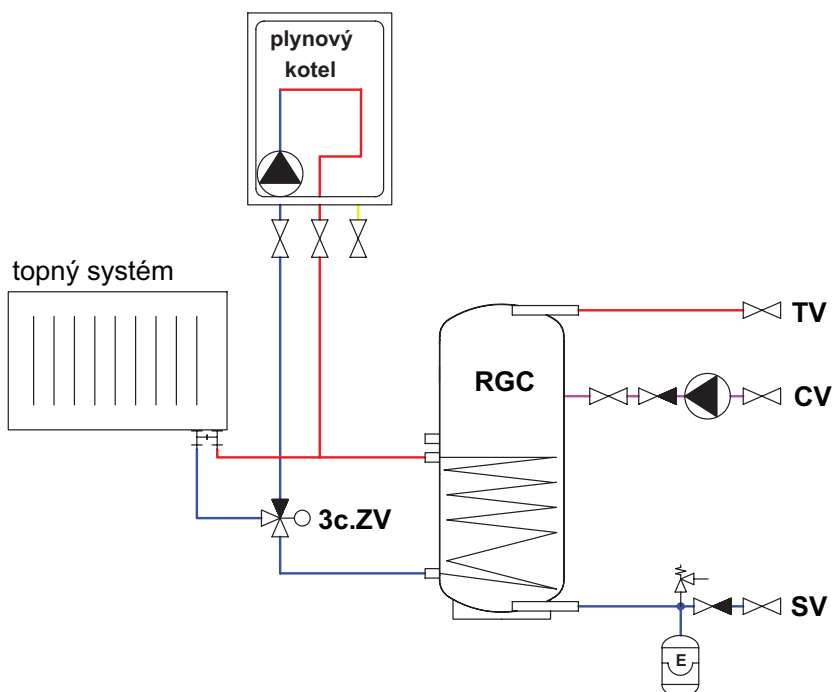 plynový
kotel
topný systém
TV
RGC
CV
3c.ZV
SV
E